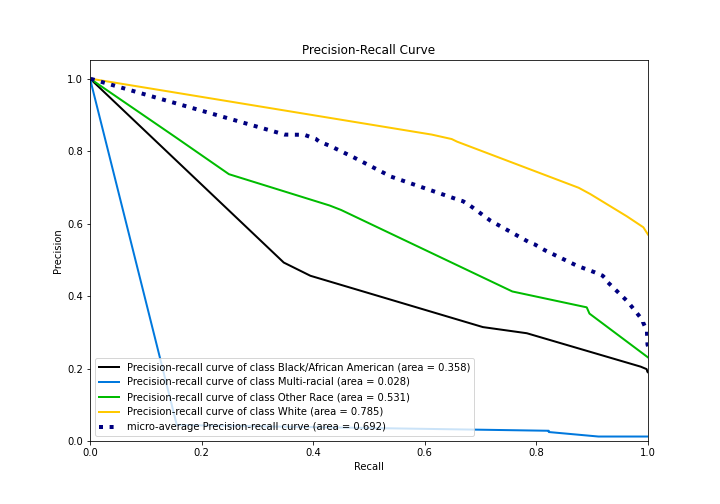 Precision-Recall Curve
Precision
1.0
0.8
0.6
0.4
0.2
0.0
Precision-recall curve of class Black/African American (area = 0.358)
Precision-recall curve of class Multi-racial (area = 0.028)
Precision-recall curve of class Other Race (area = 0.531)
Precision-recall curve of class White (area = 0.785)
micro-average Precision-recall curve (area = 0.692)
0.0 0.2 0.4 0.6 0.8 1.0
Recall